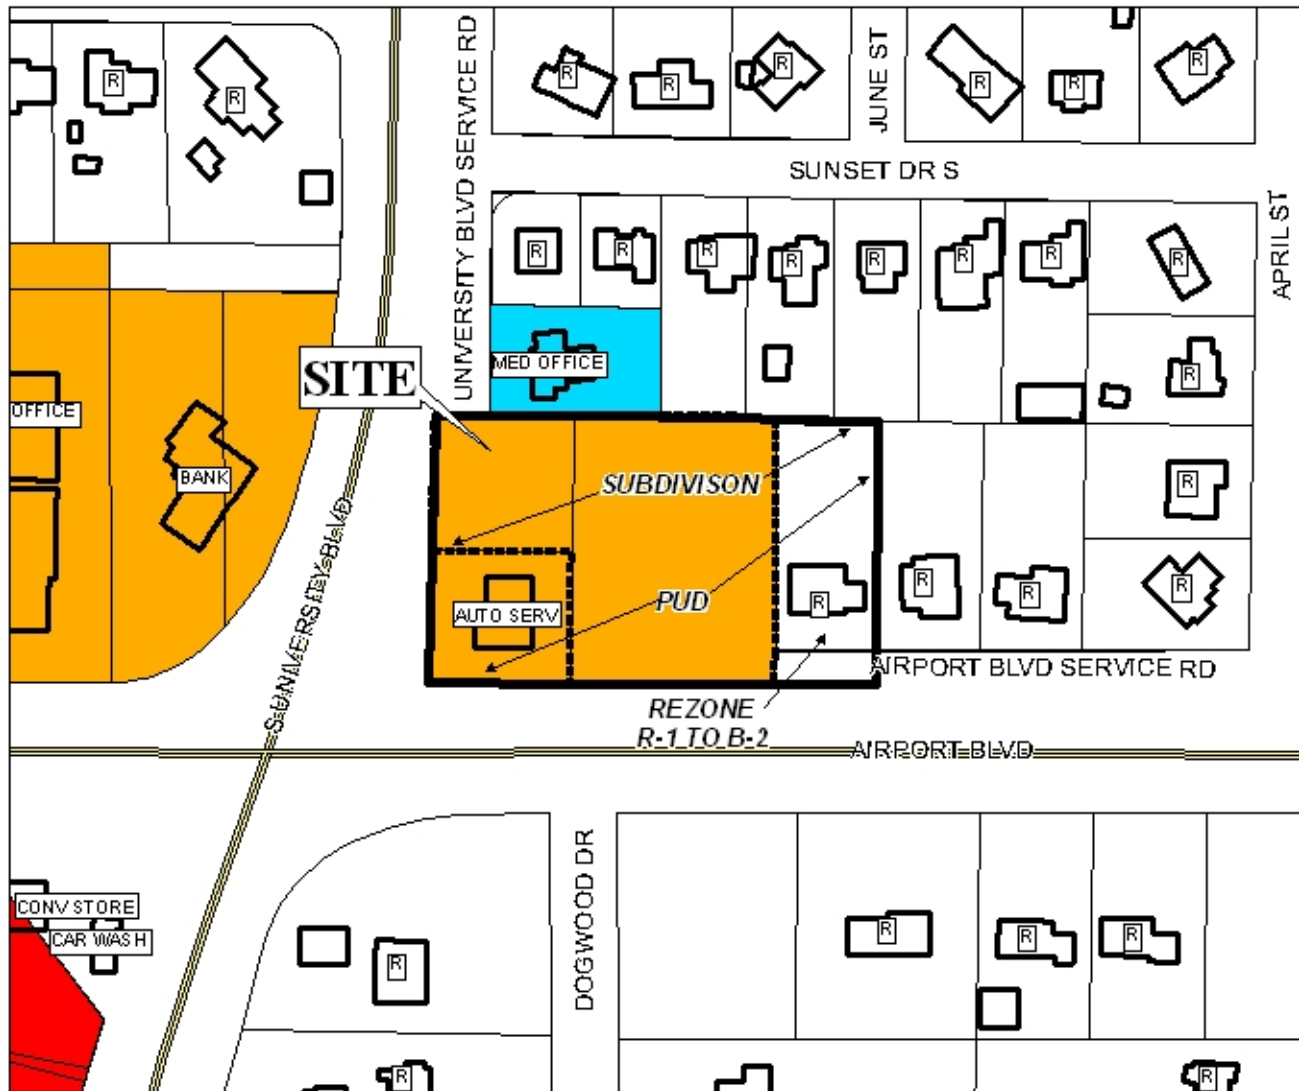 R
R
UNIVERSITY BLVD SERVICE RD
R
R
R
JUNE ST
R
R
R
SUNSET DR S
APRIL ST
R
R
R
R
R
R
R
R
MED OFFICE
R
SITE
OFFICE
BANK
SUBDIVISON
R
S UNIVERSITY BLVD
AUTO SERV
PUD
R
R
R
R
AIRPORT BLVD SERVICE RD
REZONE
R-1 TO B-2
AIRPORT BLVD
DOGWOOD DR
CONV STORE
CAR WASH
R
R
R
R
R
R